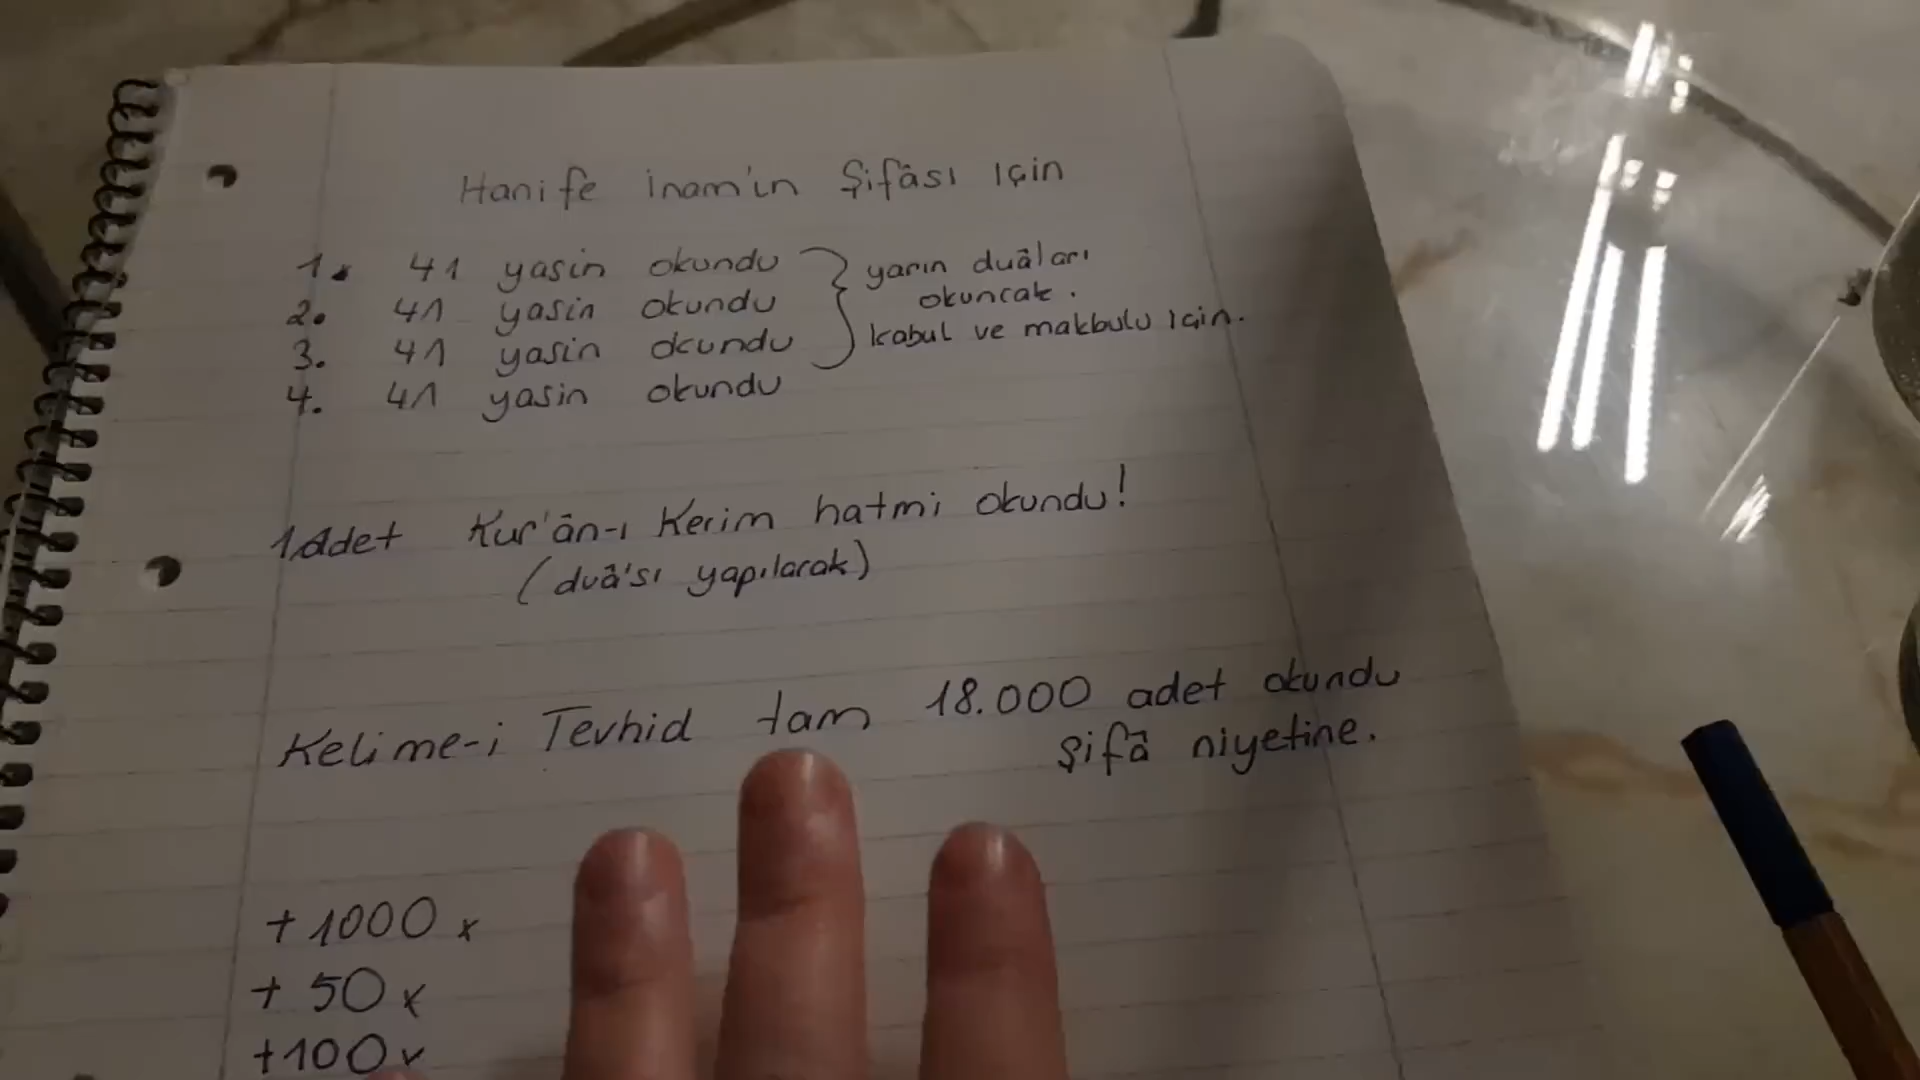 Hanife inam'ın Şifâsı için
1. 41 yasin okundu
2. 41 yasin okundu
3. 41 yasin okundu
4. 41 yasin okundu
yarın duâları
okuncak.
kabul ve makbulu için.
1 Adet Kur'ân-ı Kerim hatmi okundu!
(duâ'sı yapılacak)
Kelime-i Tevhid tam 18.000 adet okundu
şifâ niyetine.
+ 1000 x
+ 50 x
+100 x